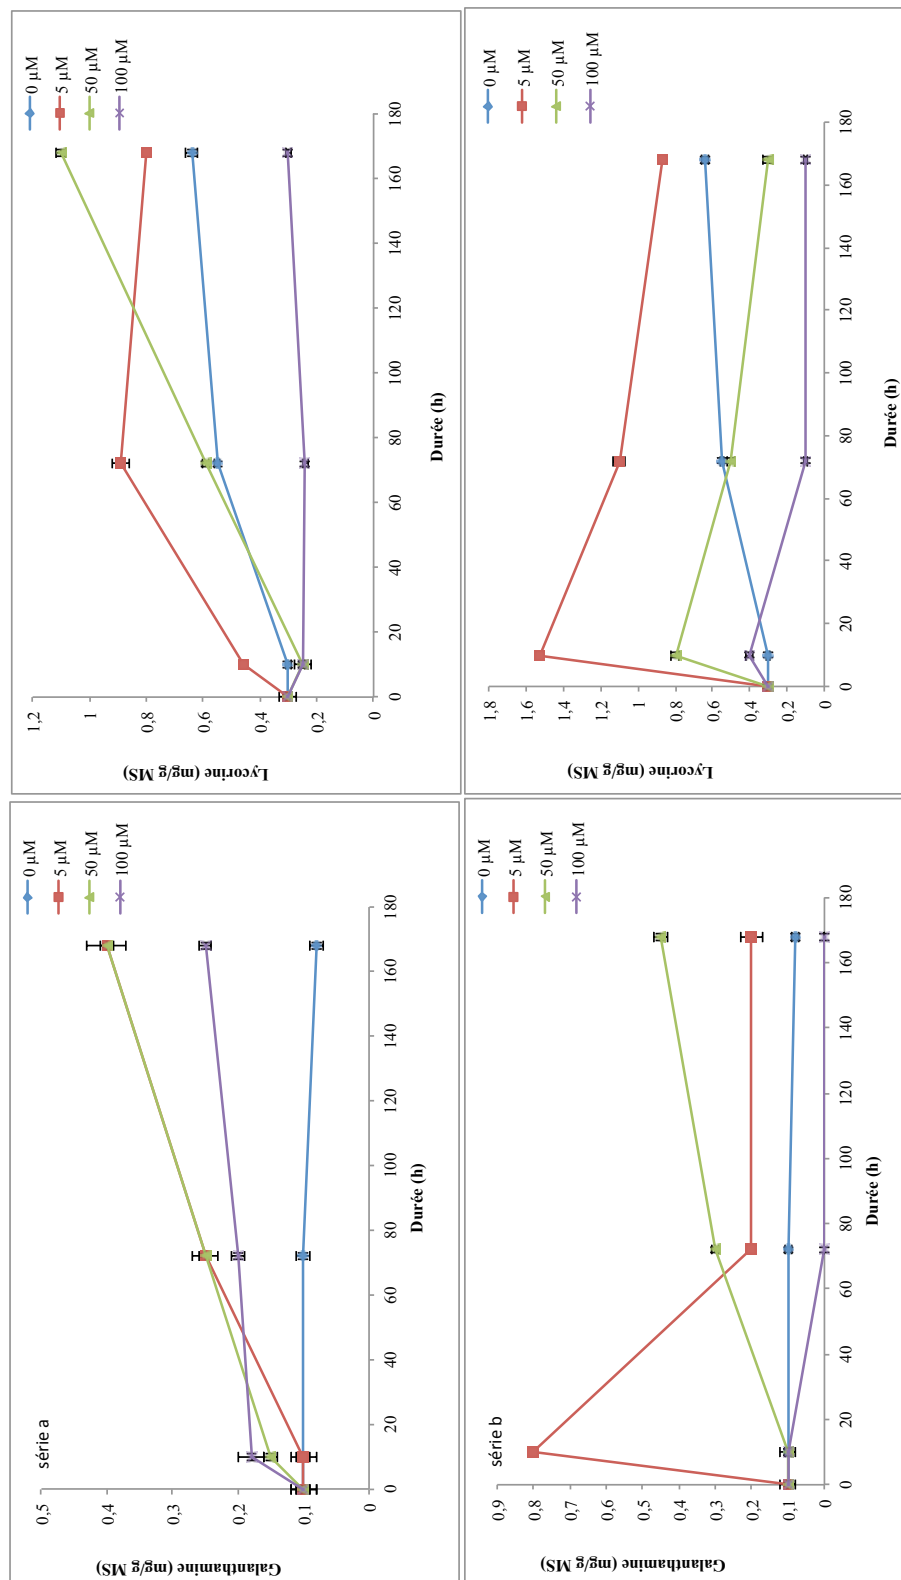 série a
0,5
0,4
0,3
0,2
0,1
0
Galanthamine (mg/g MS)
0 20 40 60 80 100 120 140 160 180
Durée (h)
0 µM
5 µM
50 µM
100 µM
1,2
1
0,8
0,6
0,4
0,2
0
Lycorine (mg/g MS)
0 20 40 60 80 100 120 140 160 180
Durée (h)
0 µM
5 µM
50 µM
100 µM
série b
0,9
0,8
0,7
0,6
0,5
0,4
0,3
0,2
0,1
0
Galanthamine (mg/g MS)
0 20 40 60 80 100 120 140 160 180
Durée (h)
0 µM
5 µM
50 µM
100 µM
1,8
1,6
1,4
1,2
1
0,8
0,6
0,4
0,2
0
Lycorine (mg/g MS)
0 20 40 60 80 100 120 140 160 180
Durée (h)
0 µM
5 µM
50 µM
100 µM